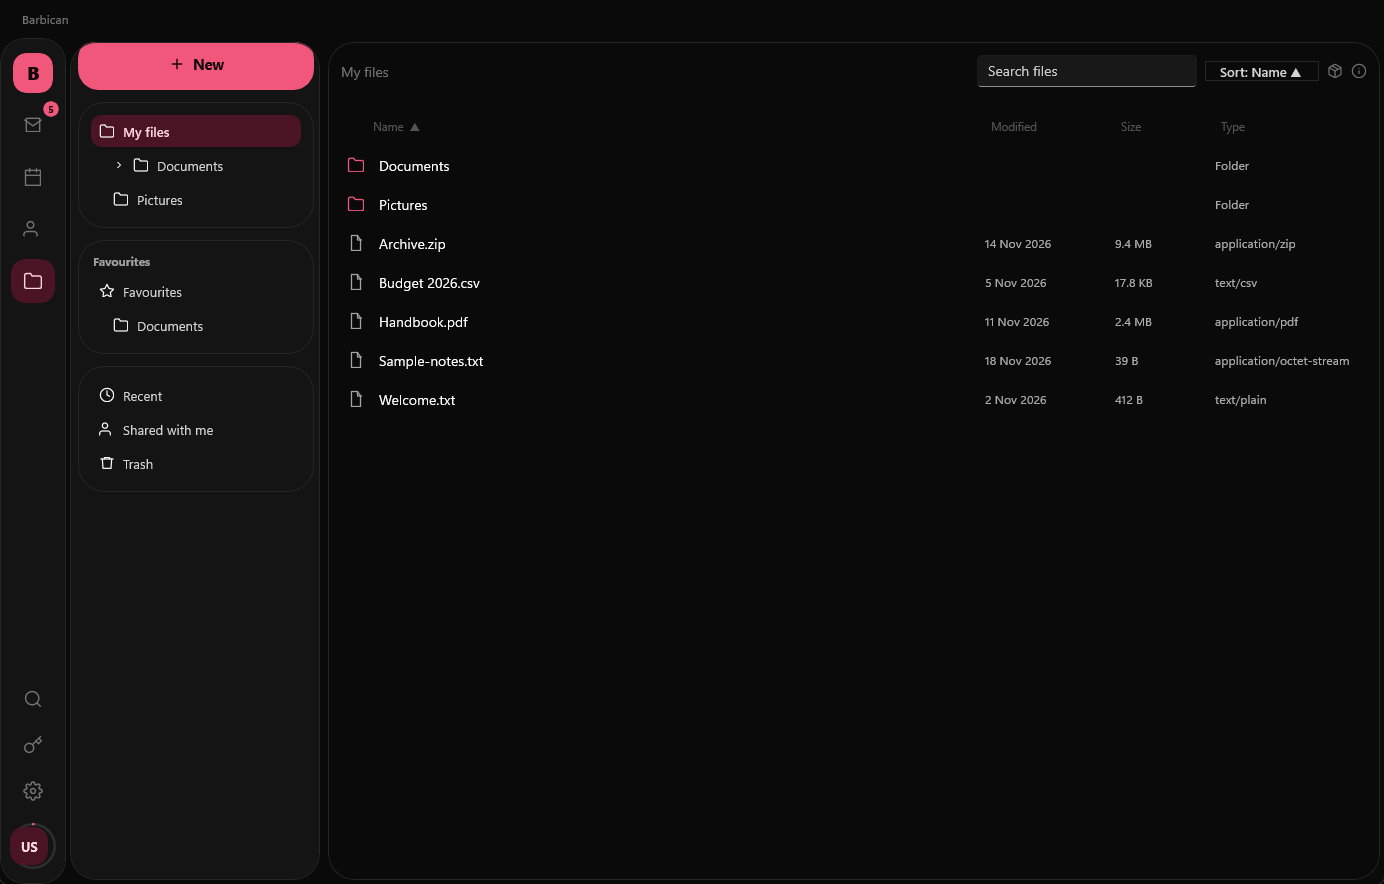 Barbican
B
5
US
+ New
My files
Documents
Pictures
Favourites
Favourites
Documents
Recent
Shared with me
Trash
My files
Search files
Sort: Name ▲
Name ▲ Modified Size Type
Documents Folder
Pictures Folder
Archive.zip 14 Nov 2026 9.4 MB application/zip
Budget 2026.csv 5 Nov 2026 17.8 KB text/csv
Handbook.pdf 11 Nov 2026 2.4 MB application/pdf
Sample-notes.txt 18 Nov 2026 39 B application/octet-stream
Welcome.txt 2 Nov 2026 412 B text/plain